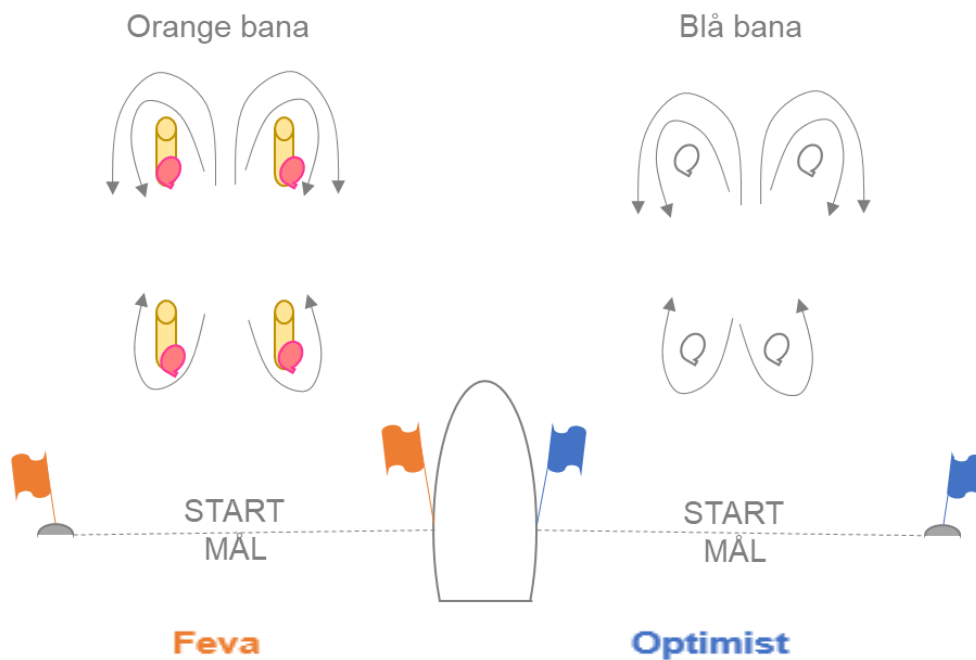 Orange bana
Blå bana
START
MÅL
START
MÅL
Feva
Optimist